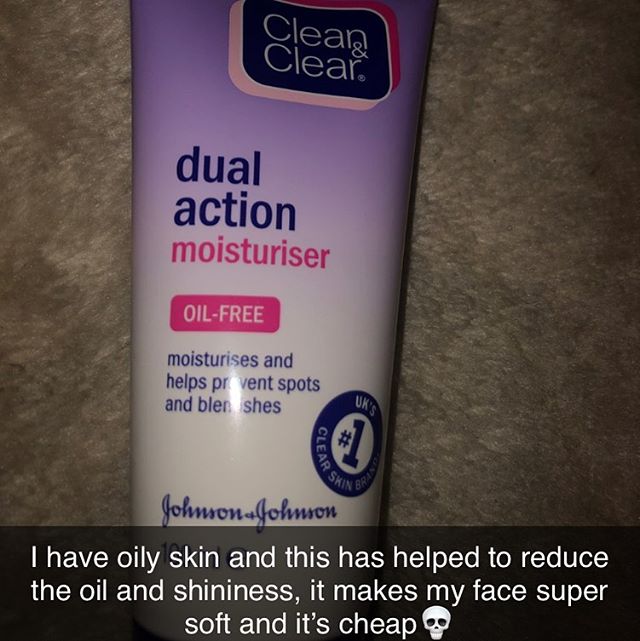 Clean
&
Clear®
dual
action
moisturiser
OIL-FREE
moisturises and
helps prevent spots
and blemishes
UK'S
#1
CLEAR SKIN BRAND
Johnson & Johnson
I have oily skin and this has helped to reduce
the oil and shininess, it makes my face super
soft and it’s cheap💀